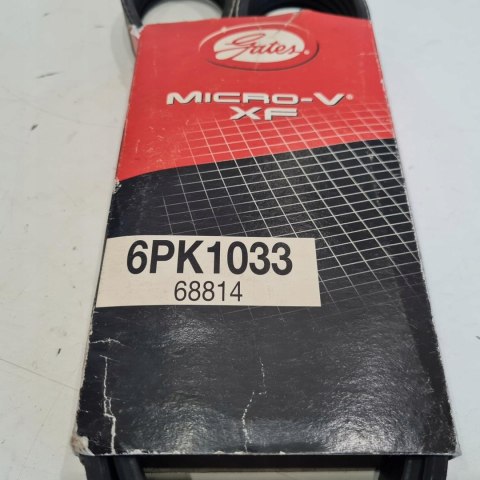 Gates®
MICRO-V®
XF
6PK1033
68814